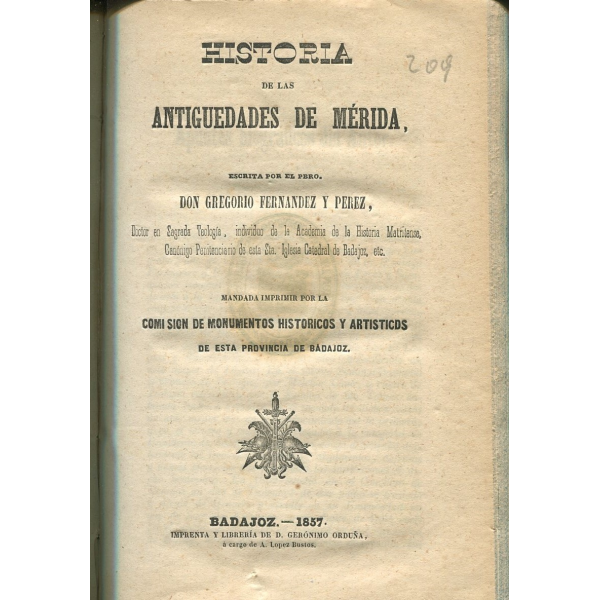 HISTORIA
209
DE LAS
ANTIGUEDADES DE MÉRIDA,
ESCRITA POR EL PBRO.
DON GREGORIO FERNANDEZ Y PEREZ,
Doctor en Sagrada Teología, individuo de la Academia de la Historia Matritense,
Canónigo Penitenciario de esta Sta. Iglesia Catedral de Badajoz, etc.
MANDADA IMPRIMIR POR LA
COMISION DE MONUMENTOS HISTORICOS Y ARTISTICOS
DE ESTA PROVINCIA DE BADAJOZ.
BADAJOZ.—1857.
IMPRENTA Y LIBRERÍA DE D. GERÓNIMO ORDUÑA,
á cargo de A. Lopez Bustos.